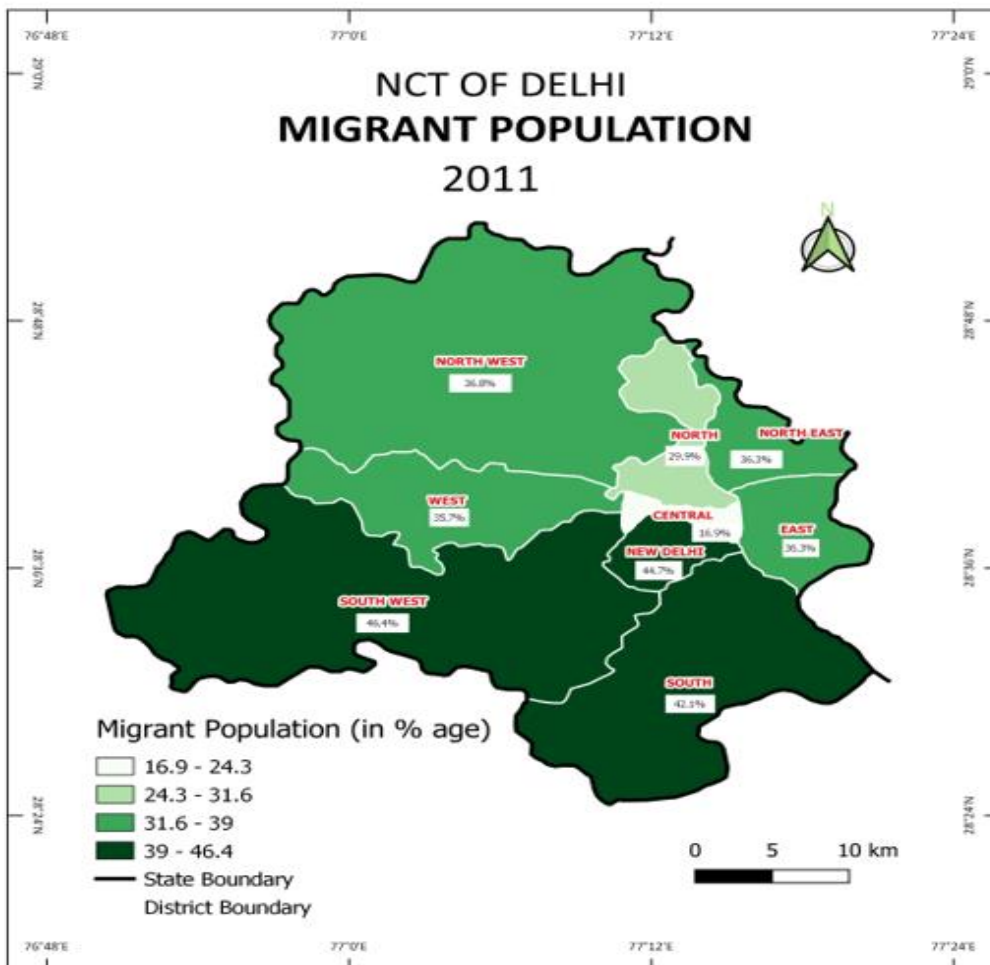 76°48'E 77°0'E 77°12'E 77°24'E
29°0'N 29°0'N
NCT OF DELHI
MIGRANT POPULATION
2011
N
28°48'N 28°48'N
NORTH WEST
36.8%
NORTH
29.9%
NORTH EAST
36.3%
WEST
35.7%
CENTRAL
16.9%
EAST
36.3%
NEW DELHI
44.7%
28°36'N 28°36'N
SOUTH WEST
46.4%
SOUTH
42.1%
Migrant Population (in % age)
16.9 - 24.3
24.3 - 31.6
31.6 - 39
39 - 46.4
State Boundary
District Boundary
0 5 10 km
28°24'N 28°24'N
76°48'E 77°0'E 77°12'E 77°24'E